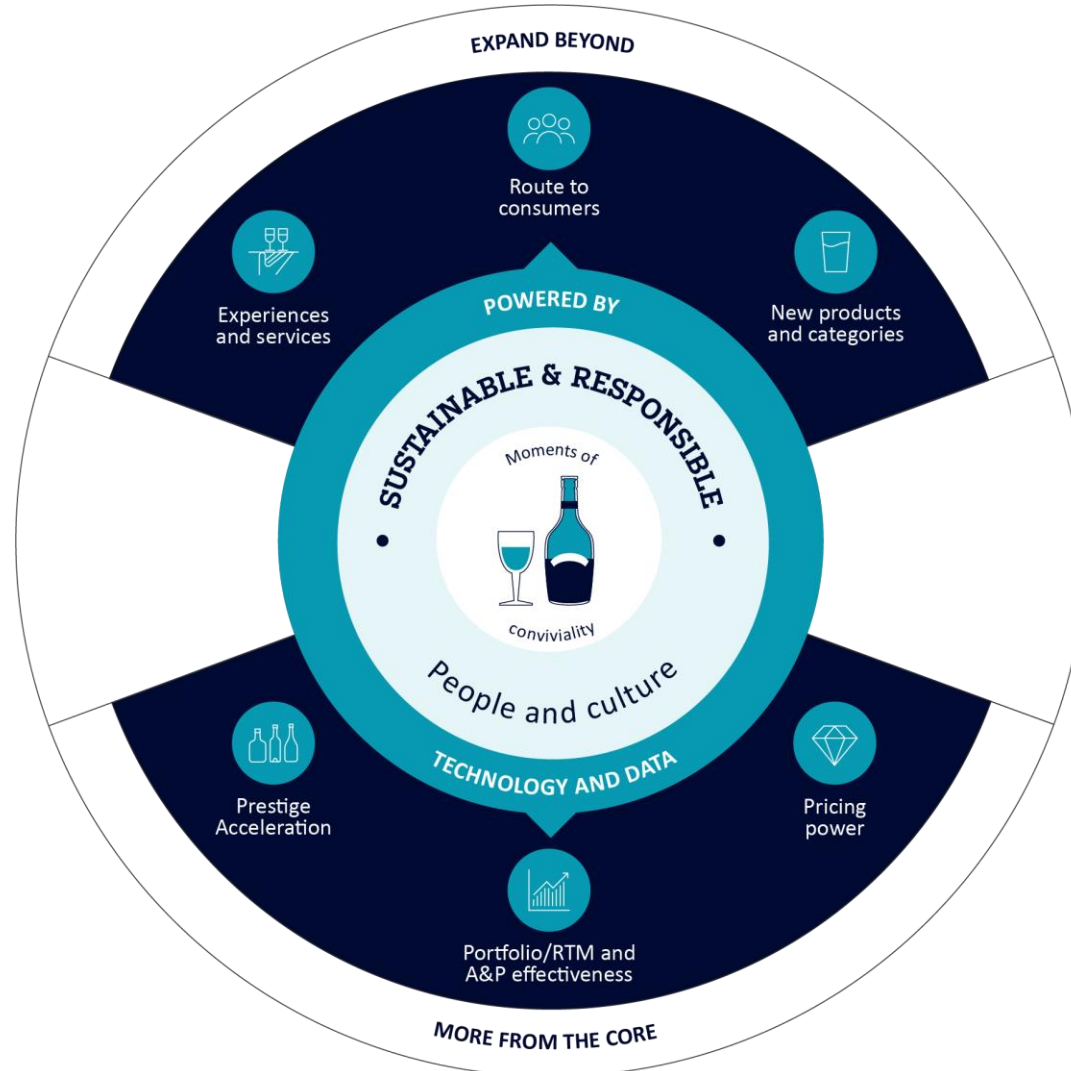 EXPAND BEYOND
Route to
consumers
Experiences
and services
New products
and categories
POWERED BY
SUSTAINABLE & RESPONSIBLE
Moments of
conviviality
People and culture
TECHNOLOGY AND DATA
Prestige
Acceleration
Pricing
power
Portfolio/RTM and
A&P effectiveness
MORE FROM THE CORE